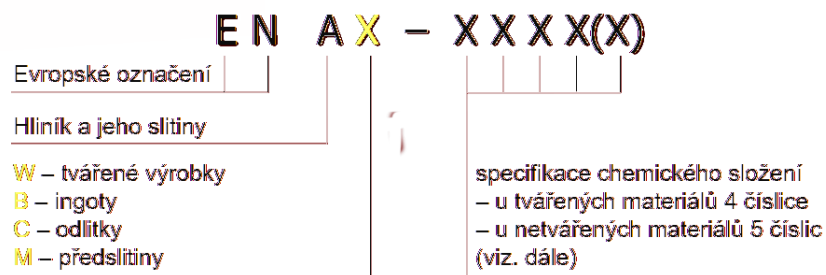 EN AX – XXXX(X)
Evropské označení
Hliník a jeho slitiny
W – tvářené výrobky
B – ingoty
C – odlitky
M – předslitiny
specifikace chemického složení
– u tvářených materiálů 4 číslice
– u netvářených materiálů 5 číslic
(viz. dále)